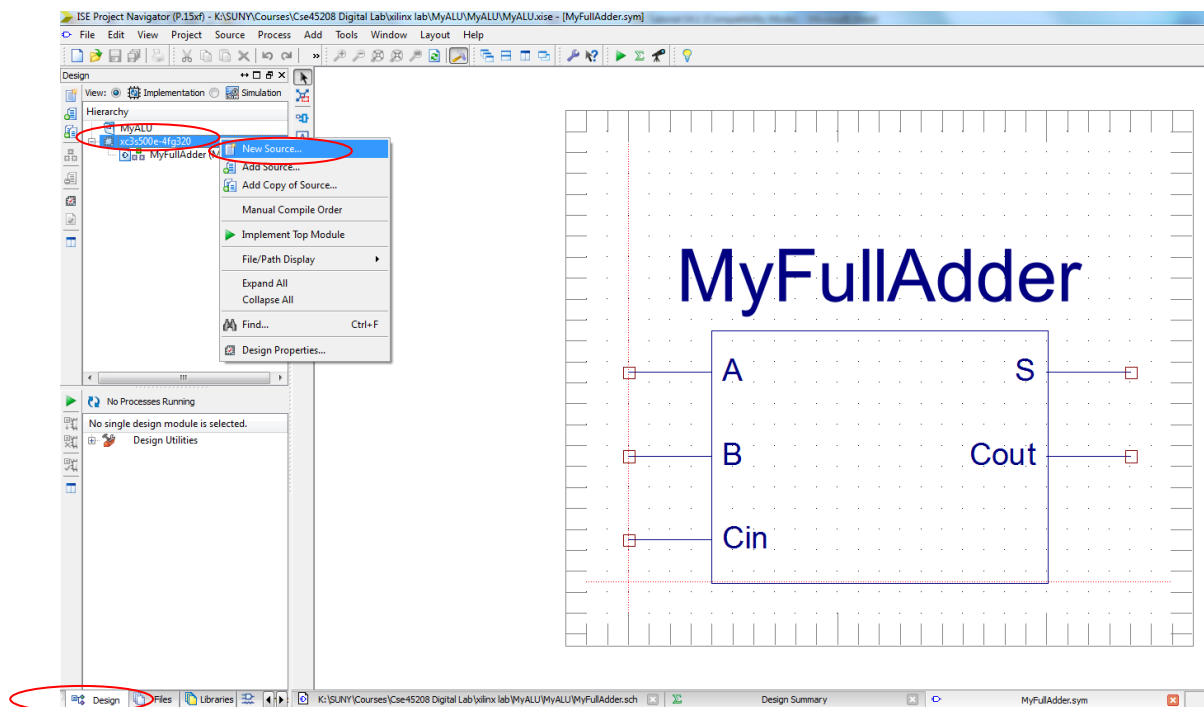 ISE Project Navigator (P.15xf) - K:\SUNY\Courses\Cse45208 Digital Lab\xilinx lab\MyALU\MyALU\MyALU.xise - [MyFullAdder.sym]
File Edit View Project Source Process Add Tools Window Layout Help
Design
View: Implementation Simulation
Hierarchy
MyALU
xc3s500e-4fg320
MyFullAdder (M
New Source...
Add Source...
Add Copy of Source...
Manual Compile Order
Implement Top Module
File/Path Display
Expand All
Collapse All
Find... Ctrl+F
Design Properties...
No Processes Running
No single design module is selected.
Design Utilities
MyFullAdder
A S
B Cout
Cin
Design Files Libraries K:\SUNY\Courses\Cse45208 Digital Lab\xilinx lab\MyALU\MyALU\MyFullAdder.sch Design Summary MyFullAdder.sym